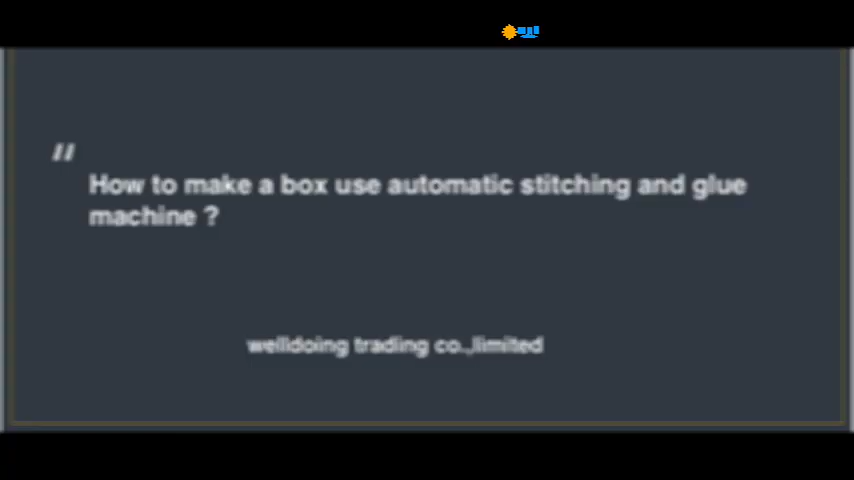 "
How to make a box use automatic stitching and glue
machine ?
welldoing trading co.,limited